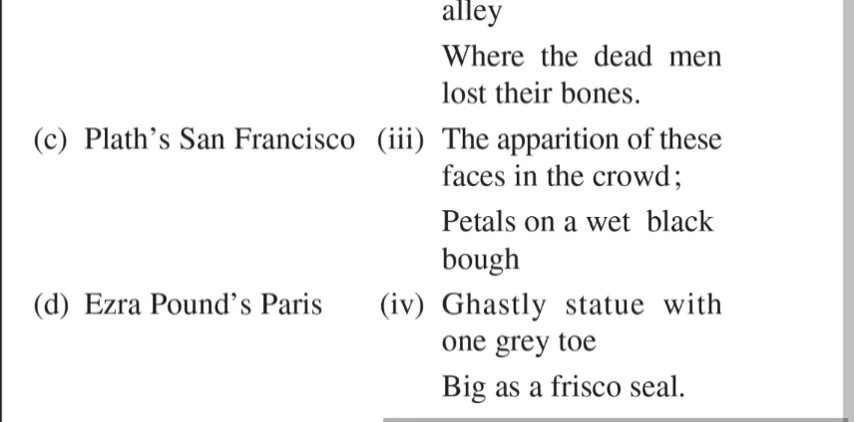 alley
Where the dead men
lost their bones.
(c) Plath's San Francisco (iii) The apparition of these
faces in the crowd;
Petals on a wet black
bough
(d) Ezra Pound's Paris (iv) Ghastly statue with
one grey toe
Big as a frisco seal.